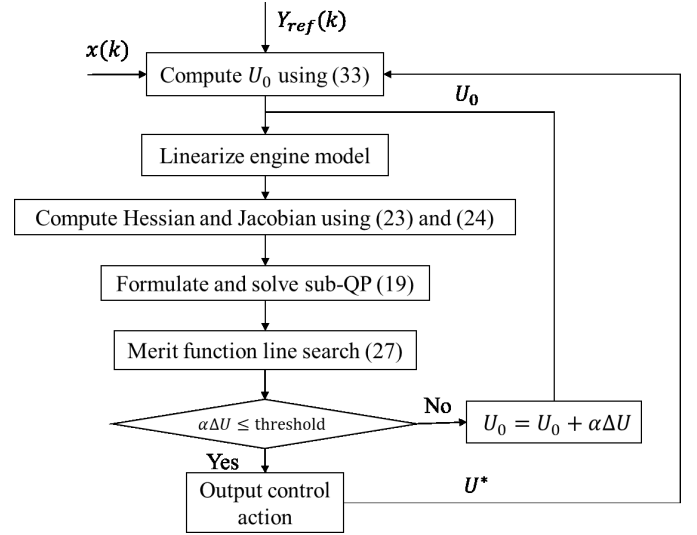 Y_ref(k)
x(k)
Compute U_0 using (33)
U_0
Linearize engine model
Compute Hessian and Jacobian using (23) and (24)
Formulate and solve sub-QP (19)
Merit function line search (27)
αΔU ≤ threshold
No
U_0 = U_0 + αΔU
Yes
Output control
action
U*